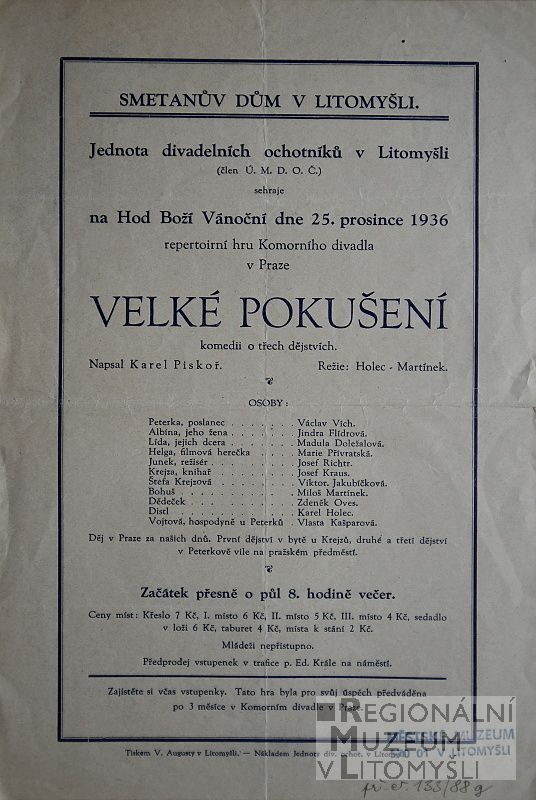 SMETANŮV DŮM V LITOMYŠLI.
Jednota divadelních ochotníků v Litomyšli
(člen Ú. M. D. O. Č.)
sehraje
na Hod Boží Vánoční dne 25. prosince 1936
repertoirní hru Komorního divadla
v Praze
VELKÉ POKUŠENÍ
komedii o třech dějstvích.
Napsal Karel Piskoř. Režie: Holec - Martínek.
OSOBY:
Peterka, poslanec . . . . . . . Václav Vích.
Albína, jeho žena . . . . . . . Jindra Flídrová.
Lída, jejich dcera . . . . . . . Madula Doležalová.
Helga, filmová herečka . . . . Marie Přívratská.
Junek, režisér . . . . . . . . . Josef Richtr.
Krejza, knihař . . . . . . . . . Josef Kraus.
Štefa Krejzová . . . . . . . . . Viktor. Jakubíčková.
Bohuš . . . . . . . . . . . . Miloš Martínek.
Dědeček . . . . . . . . . . . Zdeněk Oves.
Distl . . . . . . . . . . . . Karel Holec.
Vojtová, hospodyně u Peterků . Vlasta Kašparová.
Děj v Praze za našich dnů. První dějství v bytě u Krejzů, druhé a třetí dějství
v Peterkově vile na pražském předměstí.
Začátek přesně o půl 8. hodině večer.
Ceny míst: Křeslo 7 Kč, I. místo 6 Kč, II. místo 5 Kč, III. místo 4 Kč, sedadlo
v loži 6 Kč, taburet 4 Kč, místa k stání 2 Kč.
Mládeži nepřístupno.
Předprodej vstupenek v trafice p. Ed. Krále na náměstí.
Zajistěte si včas vstupenky. Tato hra byla pro svůj úspěch předváděna
po 3 měsíce v Komorním divadle v Praze.
Tiskem V. Augusty v Litomyšli. — Nákladem Jednoty div. ochot. v Litomyšli
REGIONÁLNÍ
MUZEUM
V LITOMYŠLI
MUZEUM
V LITOMYŠLI
př. čr. 133/88 g